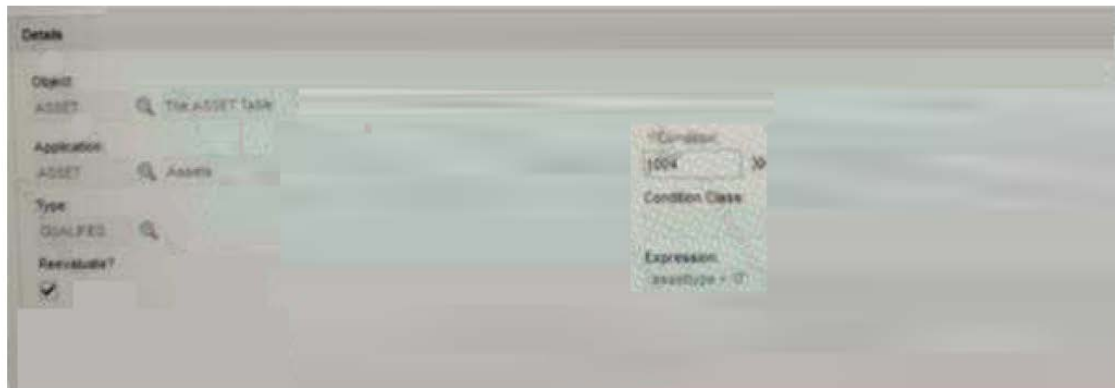 Details
Object:
ASSET The ASSET Table
Application:
ASSET Assets
Type:
QUALIFIED
Reevaluate?
*Condition:
1004
Condition Class:
Expression: